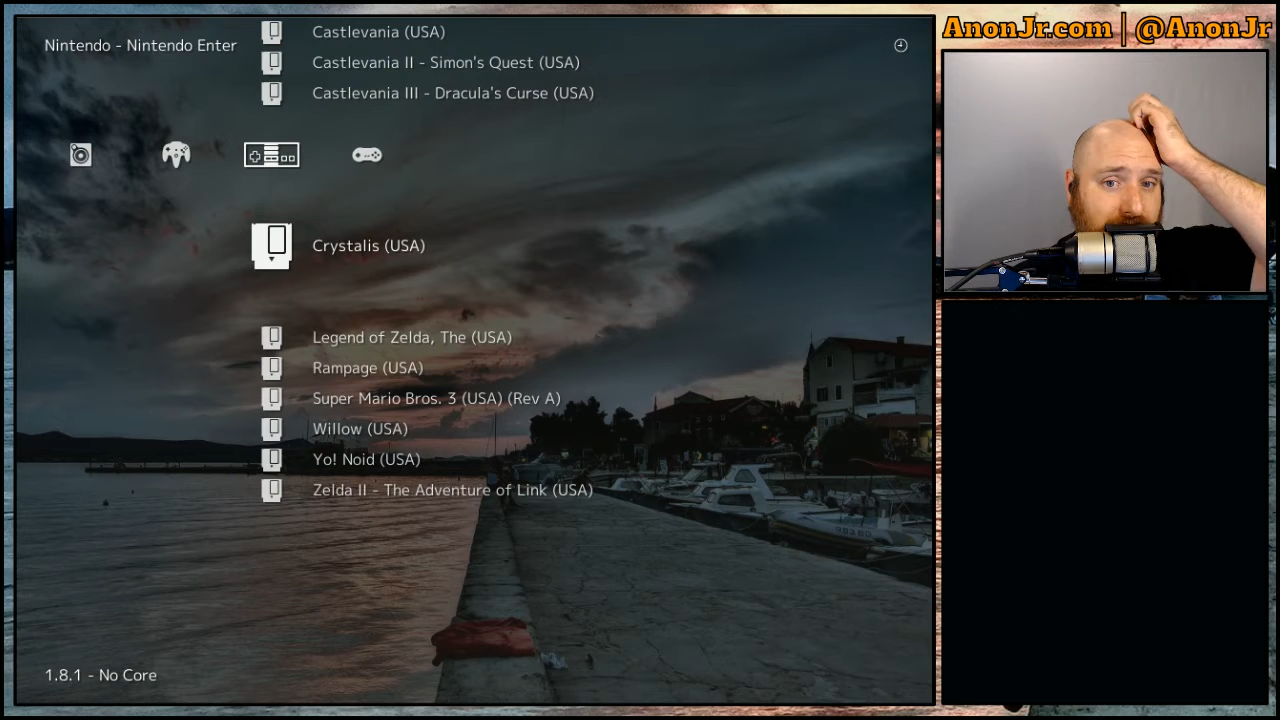 AnonJr.com | @AnonJr
Nintendo - Nintendo Enter
Castlevania (USA)
Castlevania II - Simon's Quest (USA)
Castlevania III - Dracula's Curse (USA)
Crystalis (USA)
Legend of Zelda, The (USA)
Rampage (USA)
Super Mario Bros. 3 (USA) (Rev A)
Willow (USA)
Yo! Noid (USA)
Zelda II - The Adventure of Link (USA)
1.8.1 - No Core